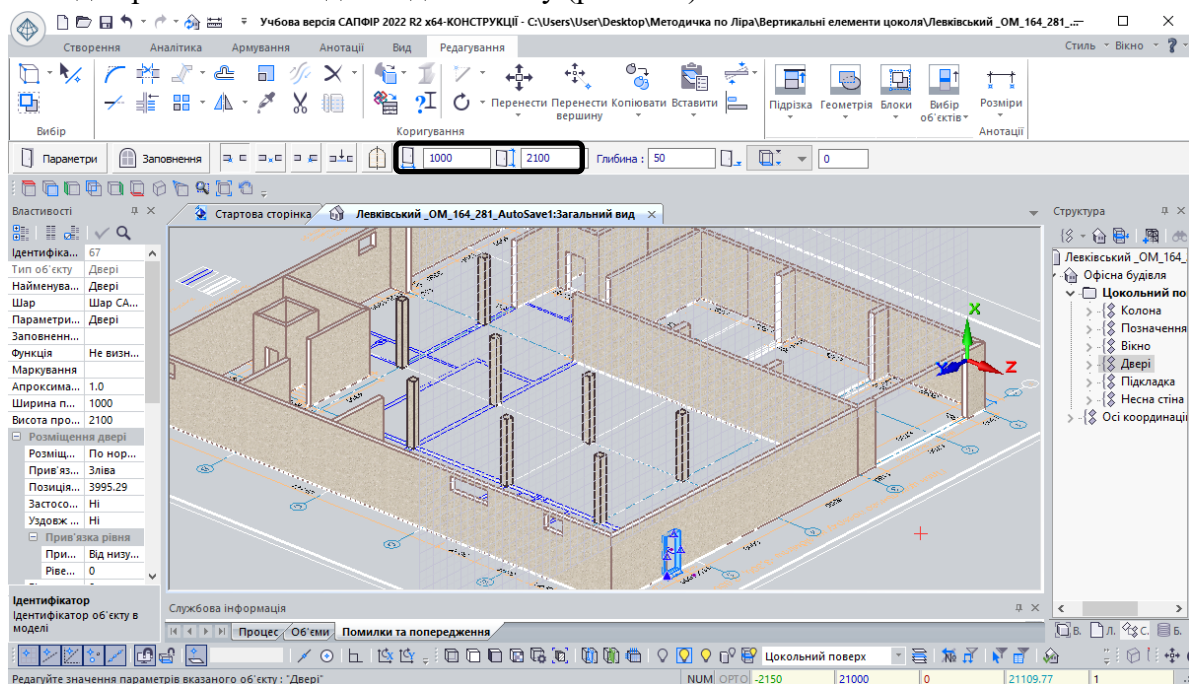 Учбова версія САПФІР 2022 R2 x64-КОНСТРУКЦІЇ - C:\Users\User\Desktop\Методичка по Ліра\Вертикальні елементи цоколя\Левківський _ОМ_164_281_....
Створення Аналітика Армування Анотації Вид Редагування Стиль Вікно
Перенести Перенести вершину Копіювати Вставити Підрізка Геометрія Блоки Вибір об'єктів Розміри
Вибір Коригування Анотації
Параметри Заповнення 1000 2100 Глибина : 50 0
Властивості
Стартова сторінка Левківський _ОМ_164_281_AutoSave1:Загальний вид
Структура
Ідентифіка... 67
Тип об'єкту Двері
Найменува... Двері
Шар Шар СА...
Параметри... Двері
Заповненн...
Функція Не визн...
Маркування
Апроксима... 1.0
Ширина п... 1000
Висота про... 2100
Розміщення двері
Розміщ... По нор...
Прив'яз... Зліва
Позиція... 3995.29
Застосо... Ні
Уздовж ... Ні
Прив'язка рівня
При... Від низу...
Ріве... 0
X
Z
Левківський _ОМ_164_
Офісна будівля
Цокольний по
Колона
Позначення
Вікно
Двері
Підкладка
Несна стіна
Осі координаці
Ідентифікатор
Ідентифікатор об'єкту в
моделі
Службова інформація
Процес Об'єми Помилки та попередження
В. Л. С. Б.
Цокольний поверх
Редагуйте значення параметрів вказаного об'єкту : "Двері"
NUM ОРТО -2150 21000 0 21109.77 1